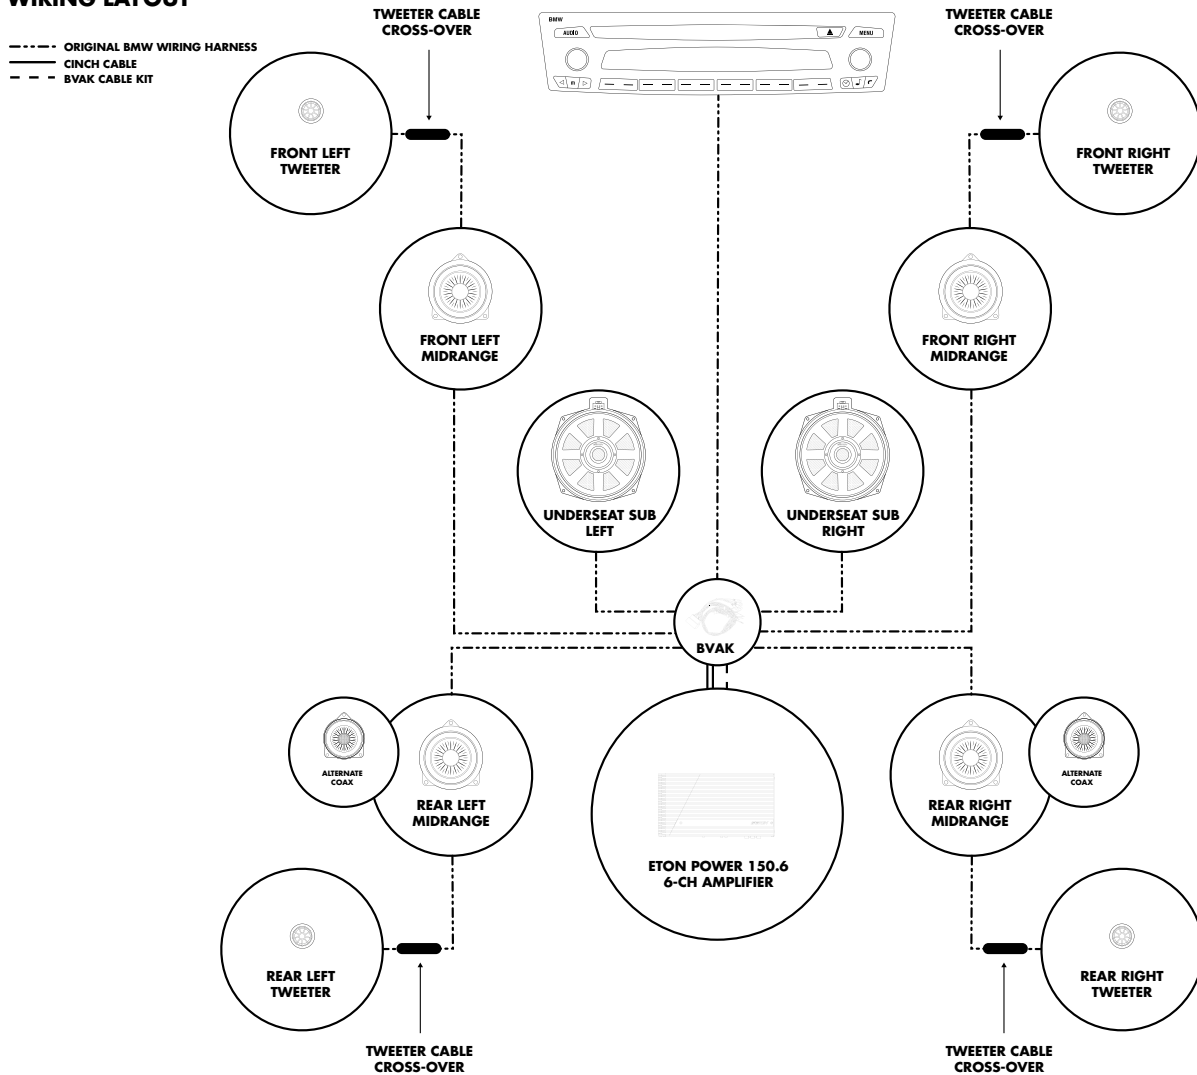 WIRING LAYOUT
ORIGINAL BMW WIRING HARNESS
CINCH CABLE
BVAK CABLE KIT
TWEETER CABLE
CROSS-OVER
BMW
AUDIO
MENU
TWEETER CABLE
CROSS-OVER
FRONT LEFT
TWEETER
FRONT RIGHT
TWEETER
FRONT LEFT
MIDRANGE
FRONT RIGHT
MIDRANGE
UNDERSEAT SUB
LEFT
UNDERSEAT SUB
RIGHT
BVAK
ALTERNATE
COAX
REAR LEFT
MIDRANGE
REAR RIGHT
MIDRANGE
ALTERNATE
COAX
ETON POWER 150.6
6-CH AMPLIFIER
REAR LEFT
TWEETER
REAR RIGHT
TWEETER
TWEETER CABLE
CROSS-OVER
TWEETER CABLE
CROSS-OVER